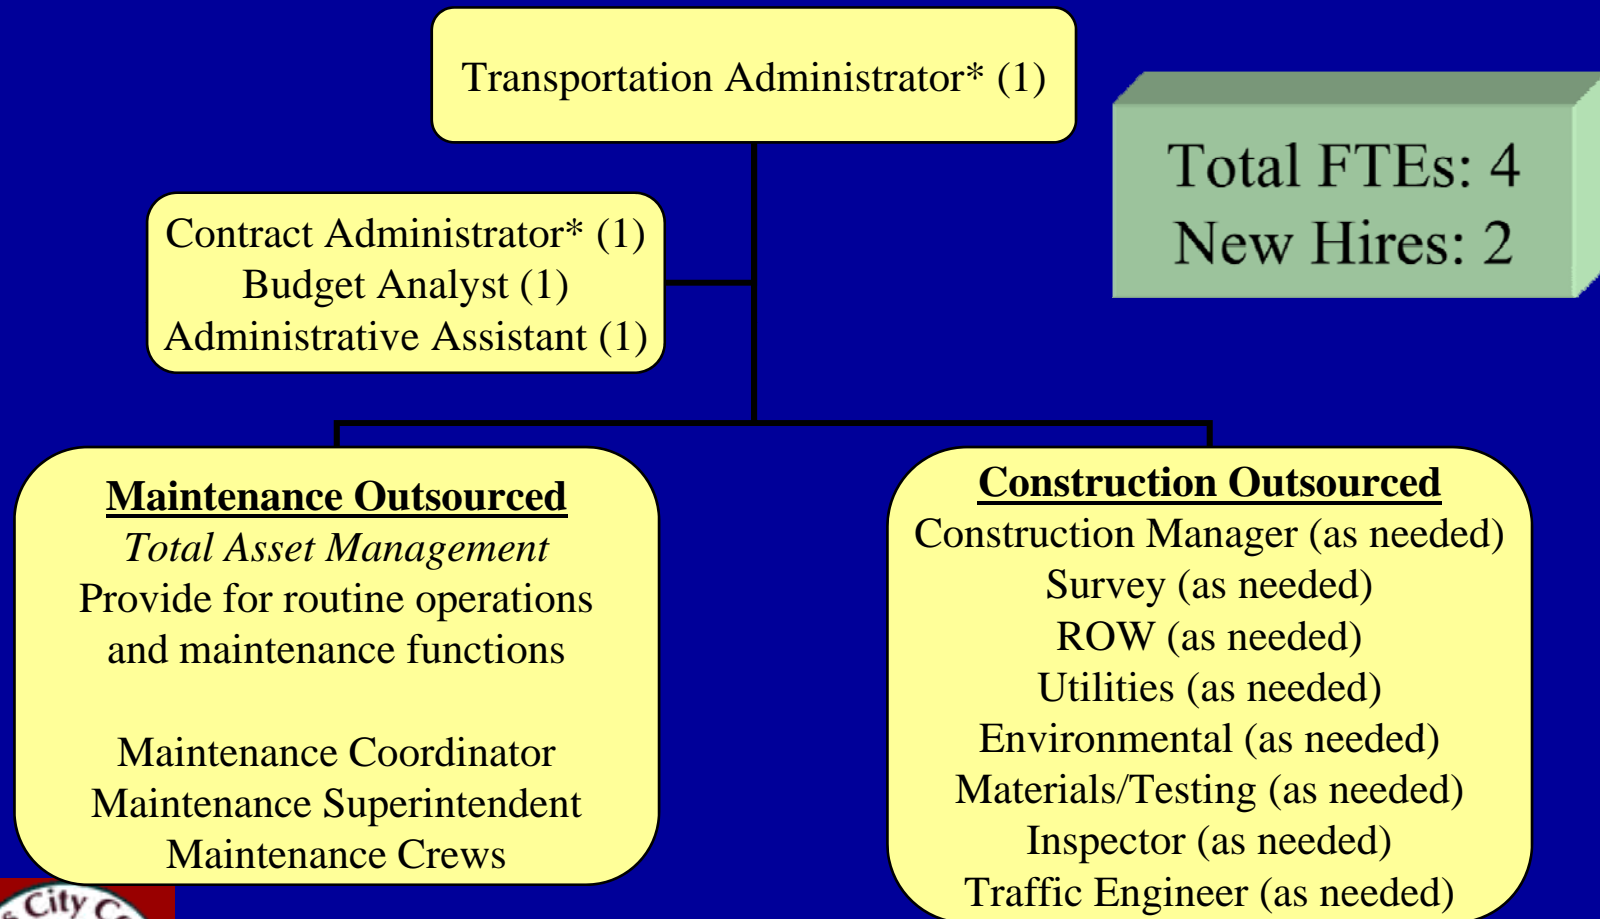 Transportation Administrator* (1)
Total FTEs: 4
New Hires: 2
Contract Administrator* (1)
Budget Analyst (1)
Administrative Assistant (1)
Maintenance Outsourced
Total Asset Management
Provide for routine operations
and maintenance functions
Maintenance Coordinator
Maintenance Superintendent
Maintenance Crews
Construction Outsourced
Construction Manager (as needed)
Survey (as needed)
ROW (as needed)
Utilities (as needed)
Environmental (as needed)
Materials/Testing (as needed)
Inspector (as needed)
Traffic Engineer (as needed)
City